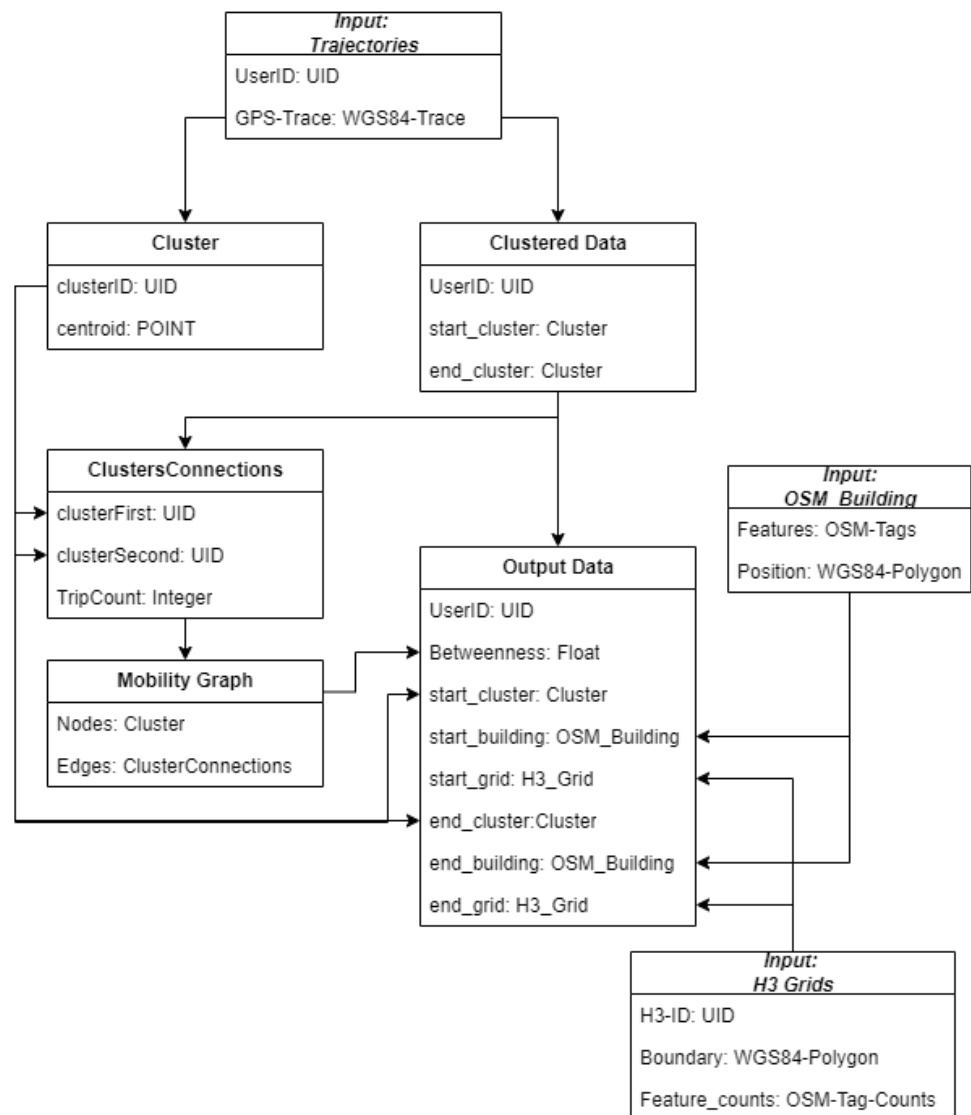 Input:
Trajectories
UserID: UID
GPS-Trace: WGS84-Trace
Cluster
clusterID: UID
centroid: POINT
Clustered Data
UserID: UID
start_cluster: Cluster
end_cluster: Cluster
ClustersConnections
clusterFirst: UID
clusterSecond: UID
TripCount: Integer
Mobility Graph
Nodes: Cluster
Edges: ClusterConnections
Input:
OSM_Building
Features: OSM-Tags
Position: WGS84-Polygon
Output Data
UserID: UID
Betweenness: Float
start_cluster: Cluster
start_building: OSM_Building
start_grid: H3_Grid
end_cluster:Cluster
end_building: OSM_Building
end_grid: H3_Grid
Input:
H3 Grids
H3-ID: UID
Boundary: WGS84-Polygon
Feature_counts: OSM-Tag-Counts